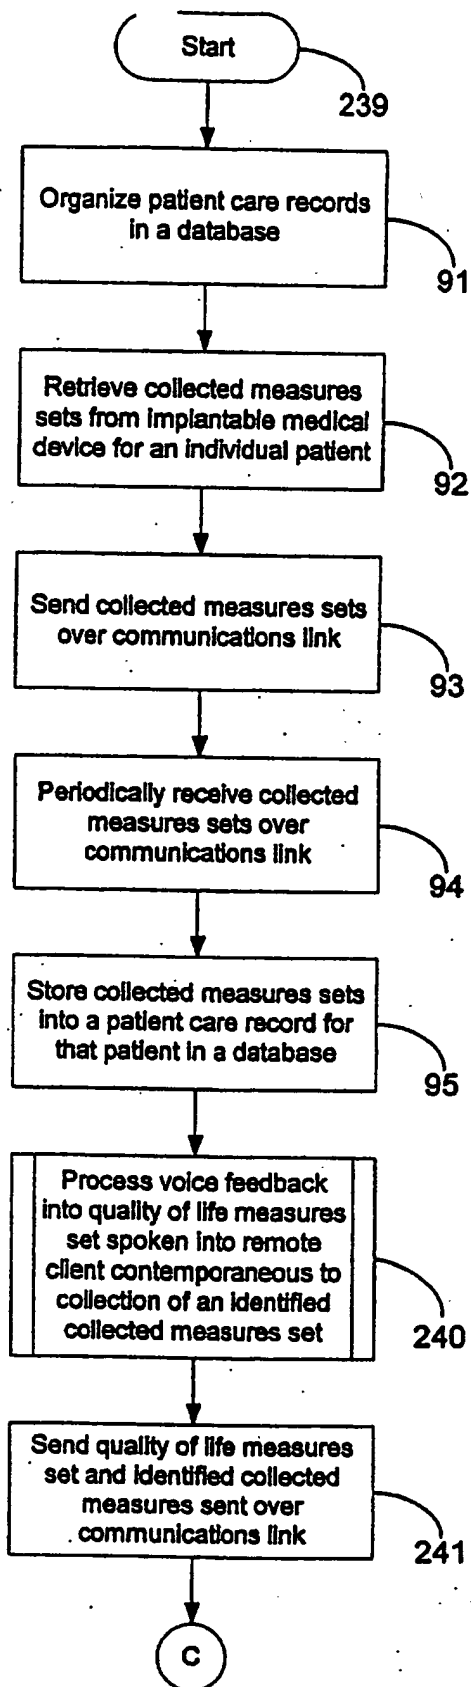 Start
239
Organize patient care records
in a database
91
Retrieve collected measures
sets from implantable medical
device for an individual patient
92
Send collected measures sets
over communications link
93
Periodically receive collected
measures sets over
communications link
94
Store collected measures sets
into a patient care record for
that patient in a database
95
Process voice feedback
into quality of life measures
set spoken into remote
client contemporaneous to
collection of an identified
collected measures set
240
Send quality of life measures
set and identified collected
measures sent over
communications link
241
C